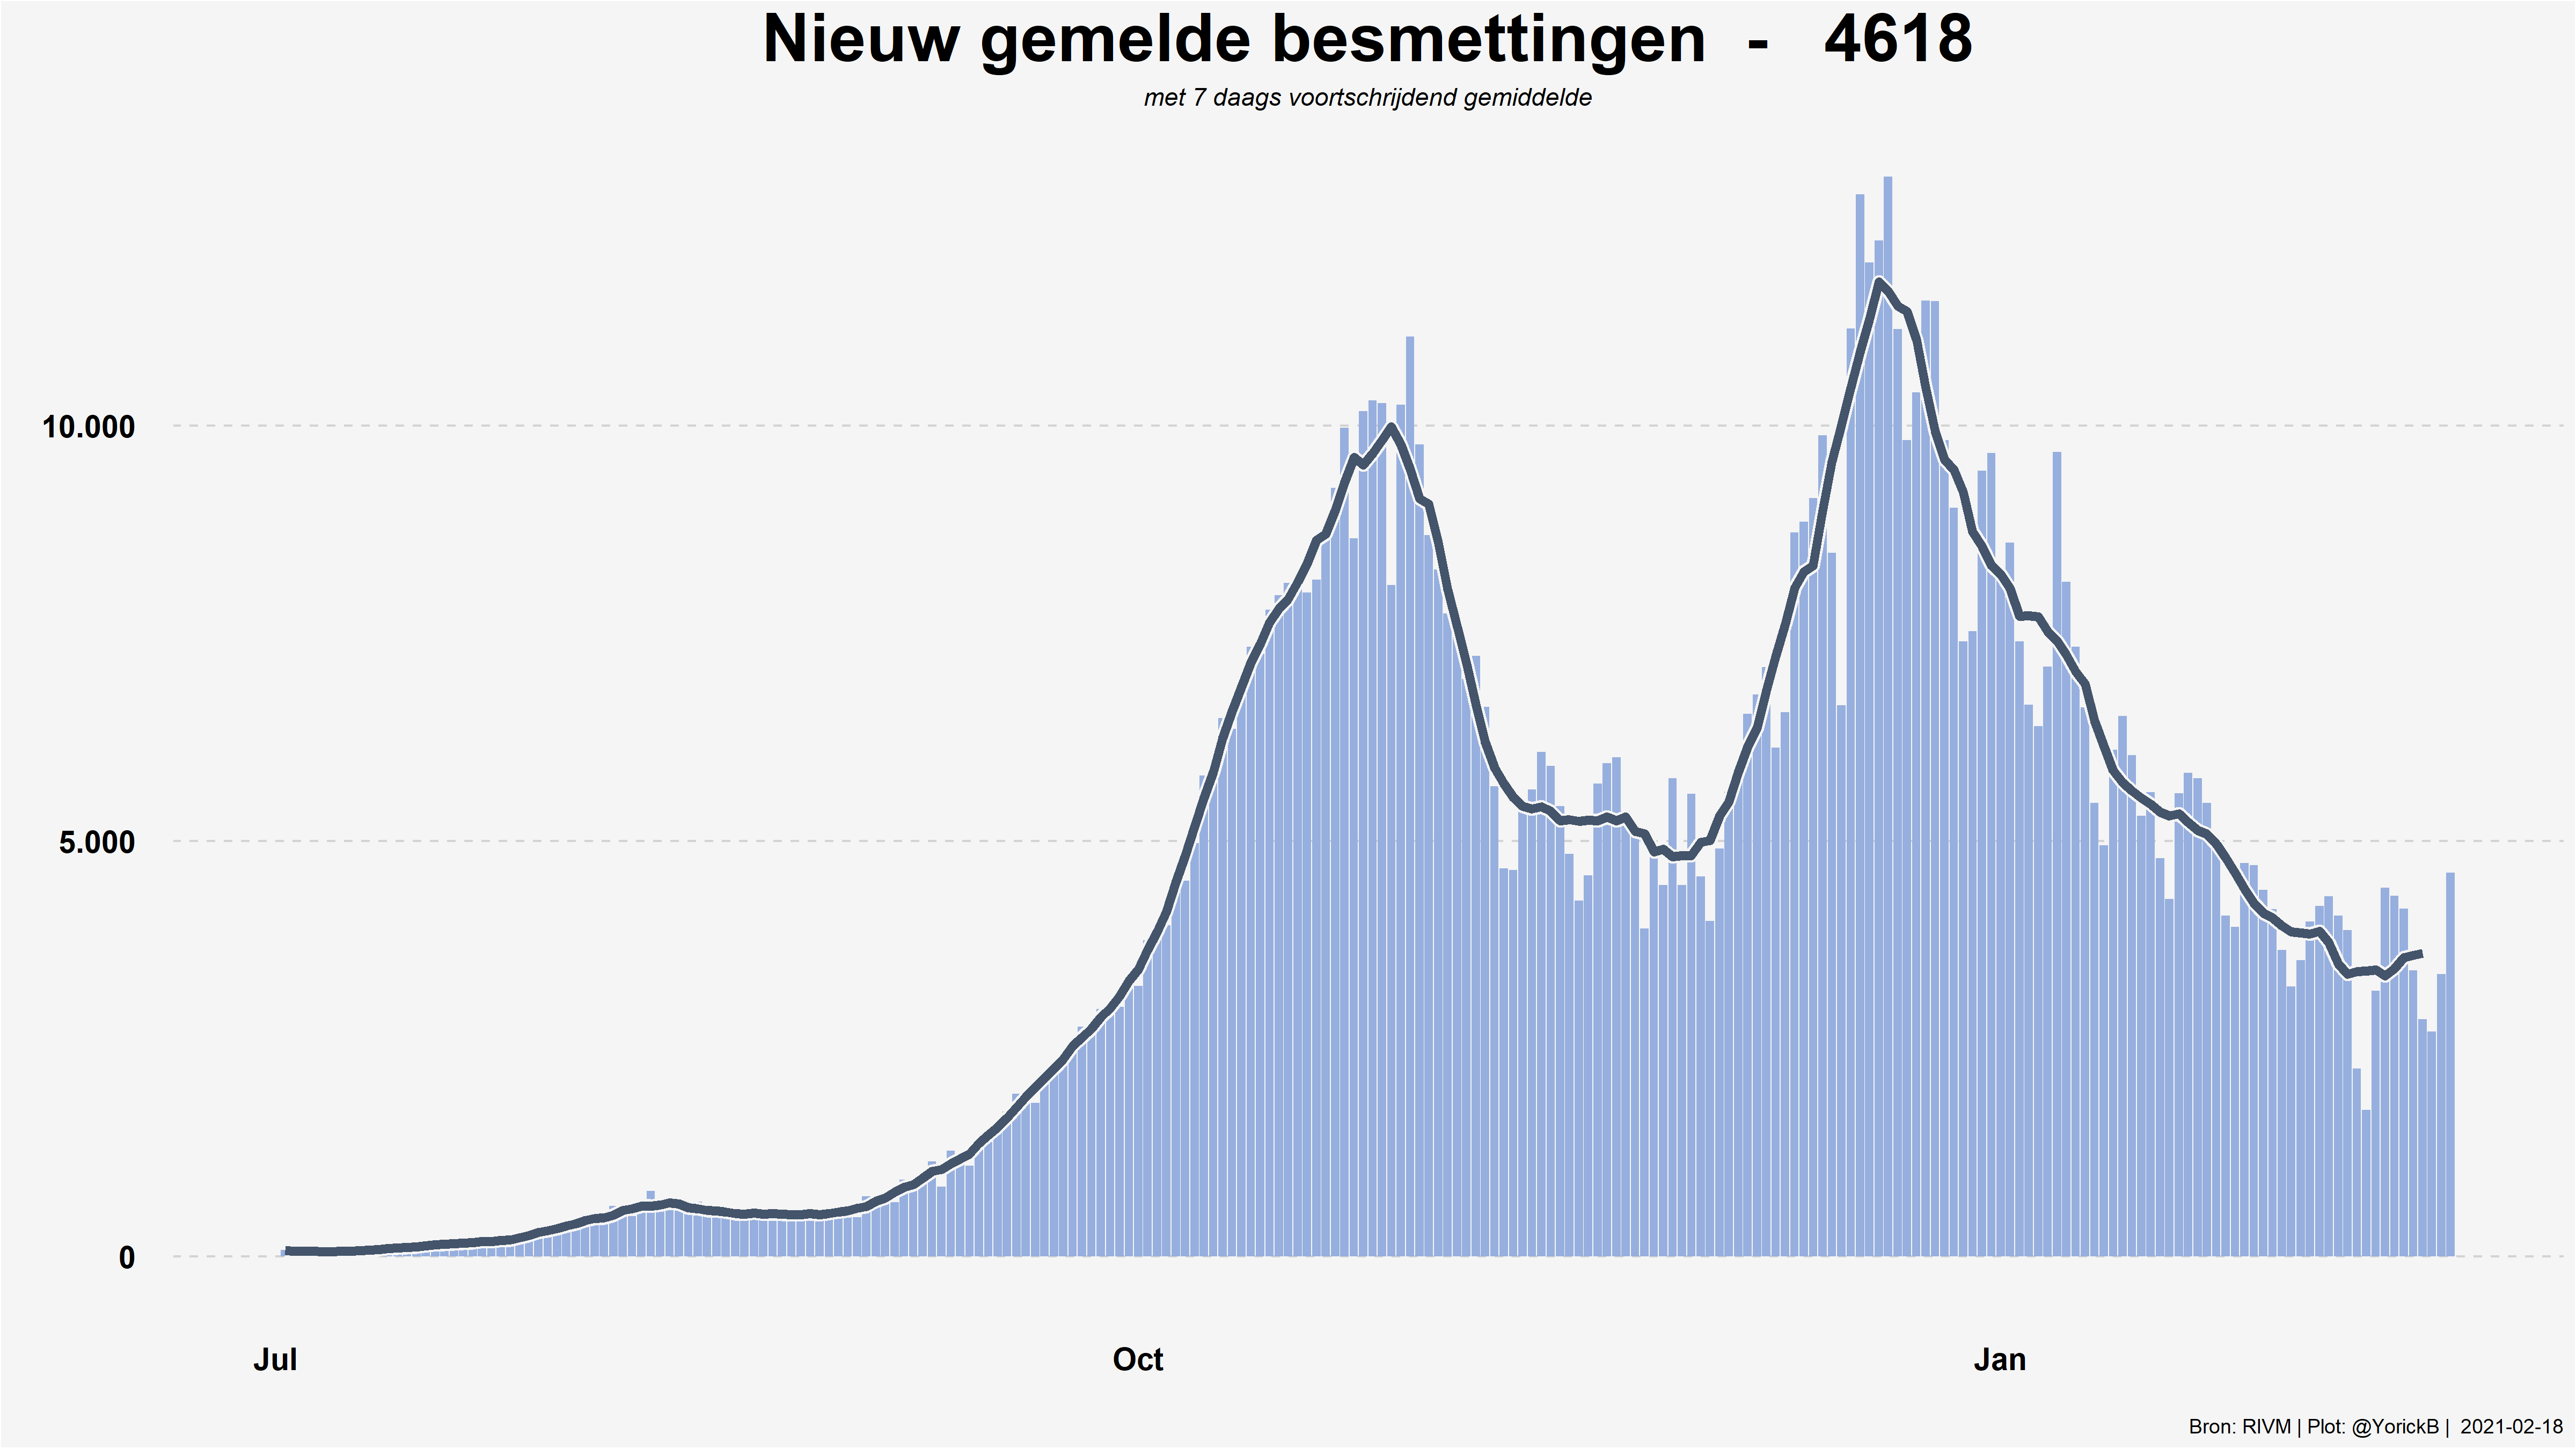 Nieuw gemelde besmettingen - 4618
met 7 daags voortschrijdend gemiddelde
10.000
5.000
0
Jul Oct Jan
Bron: RIVM | Plot: @YorickB | 2021-02-18